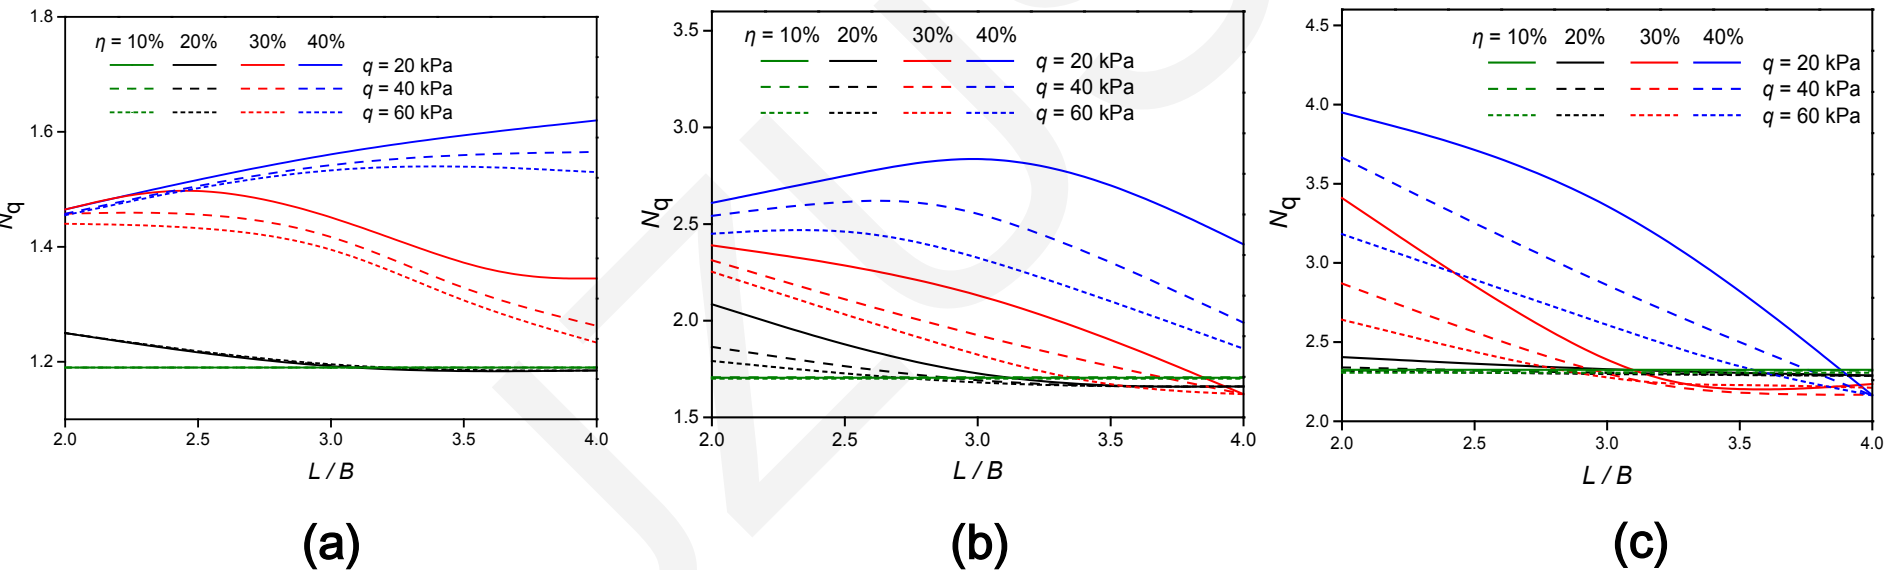 1.8
η = 10% 20% 30% 40%
q = 20 kPa
q = 40 kPa
q = 60 kPa
1.6
1.4
1.2
Nq
2.0 2.5 3.0 3.5 4.0
L / B
(a)
3.5
η = 10% 20% 30% 40%
q = 20 kPa
q = 40 kPa
q = 60 kPa
3.0
2.5
2.0
1.5
Nq
2.0 2.5 3.0 3.5 4.0
L / B
(b)
4.5
η = 10% 20% 30% 40%
q = 20 kPa
q = 40 kPa
q = 60 kPa
4.0
3.5
3.0
2.5
2.0
Nq
2.0 2.5 3.0 3.5 4.0
L / B
(c)